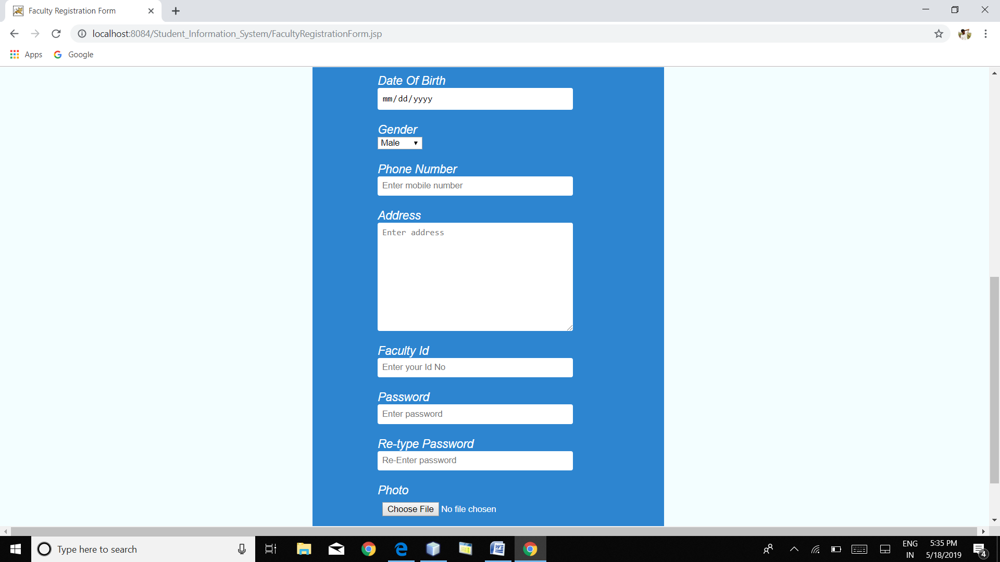 Faculty Registration Form
localhost:8084/Student_Information_System/FacultyRegistrationForm.jsp
Apps Google
Date Of Birth
mm/dd/yyyy
Gender
Male
Phone Number
Enter mobile number
Address
Enter address
Faculty Id
Enter your Id No
Password
Enter password
Re-type Password
Re-Enter password
Photo
Choose File No file chosen
Type here to search
ENG
IN
5:35 PM
5/18/2019
4